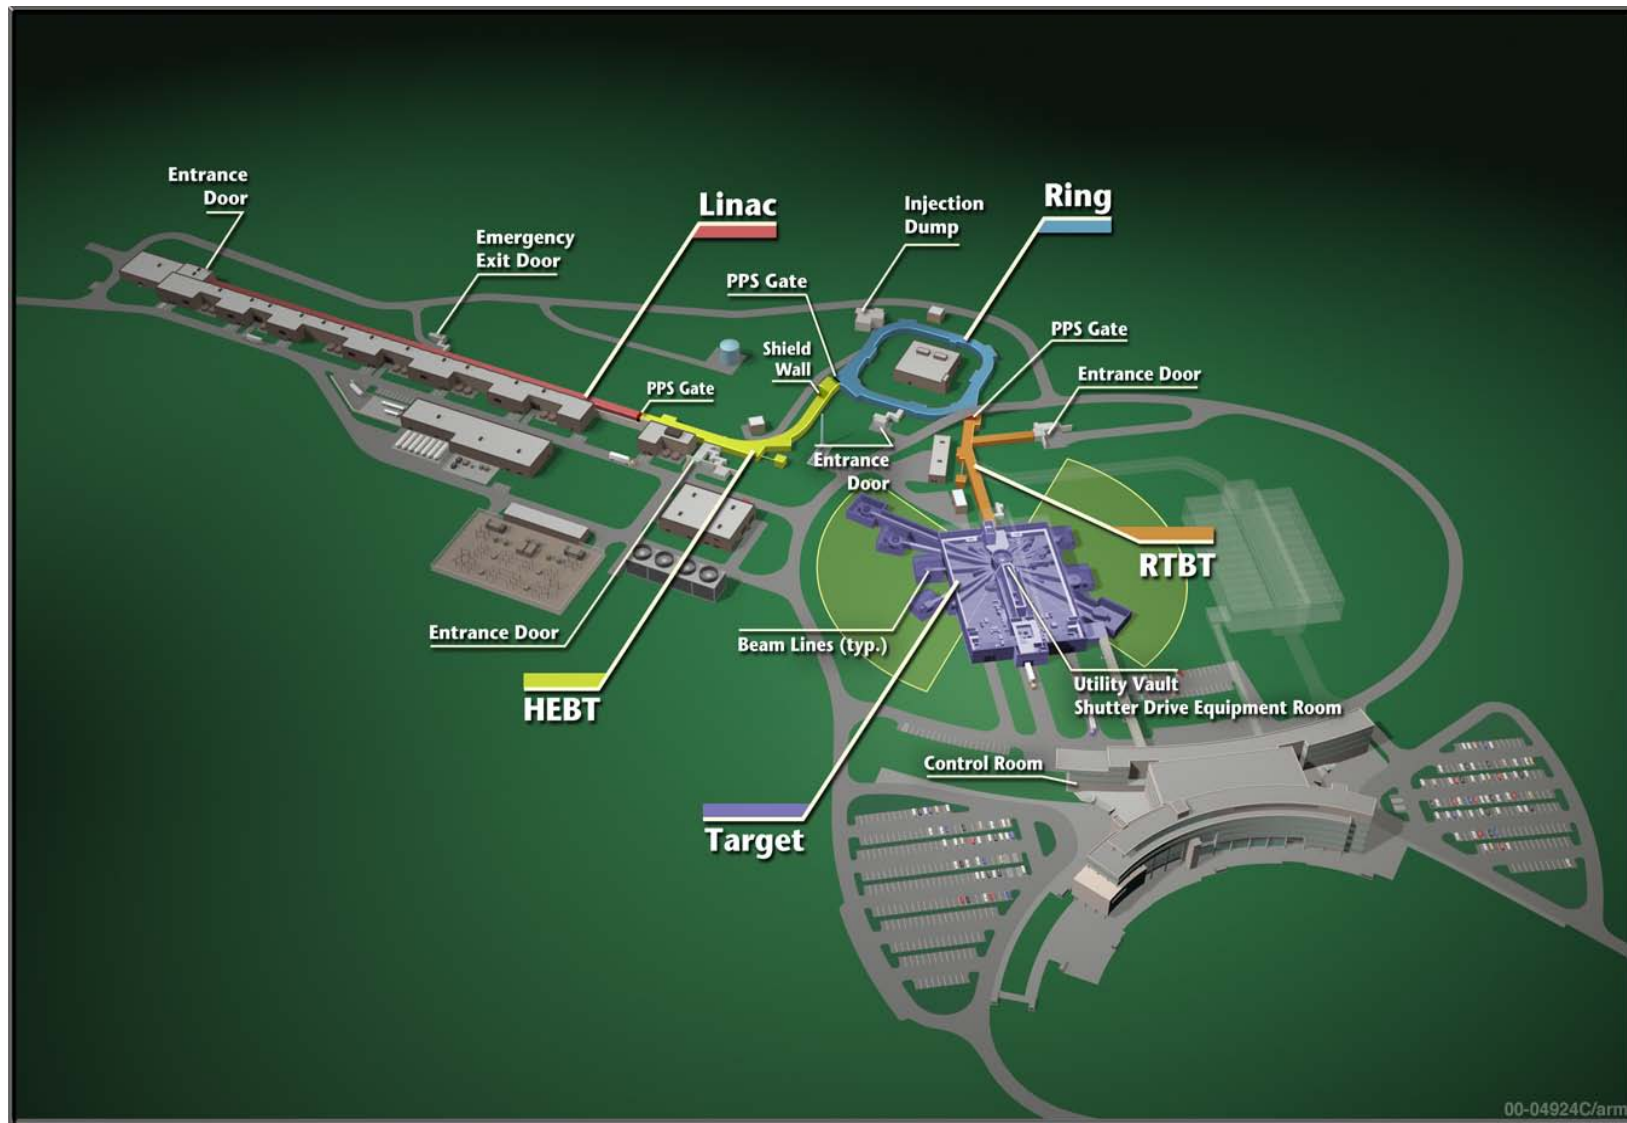 Entrance
Door
Linac
Ring
Injection
Dump
Emergency
Exit Door
PPS Gate
PPS Gate
Shield
Wall
Entrance Door
PPS Gate
Entrance
Door
RTBT
Entrance Door
Beam Lines (typ.)
HEBT
Utility Vault
Shutter Drive Equipment Room
Control Room
Target
00-04924C/arm